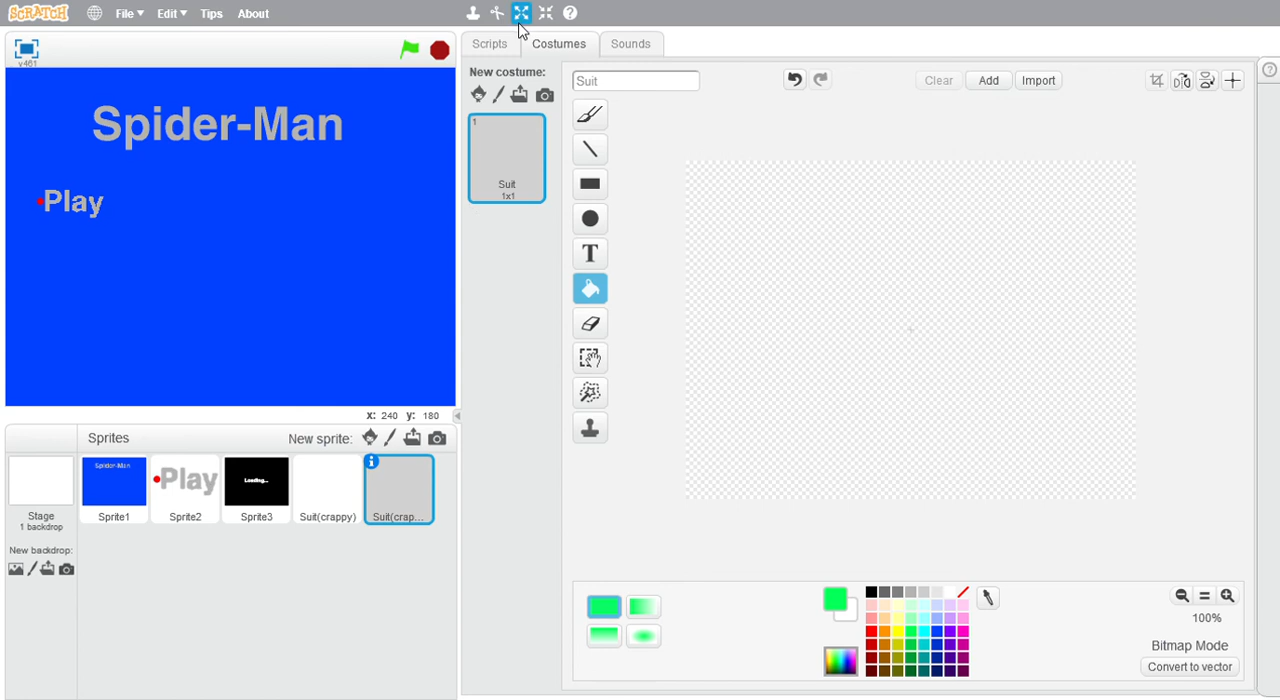 SCRATCH File Edit Tips About
v461
Scripts Costumes Sounds
New costume:
Suit
Clear Add Import
1
Suit
1x1
Spider-Man
Play
x: 240 y: 180
Sprites New sprite:
Spider-Man
Play
Loading...
Stage
1 backdrop
Sprite1 Sprite2 Sprite3 Suit(crappy) Suit(crap...
New backdrop:
100%
Bitmap Mode
Convert to vector